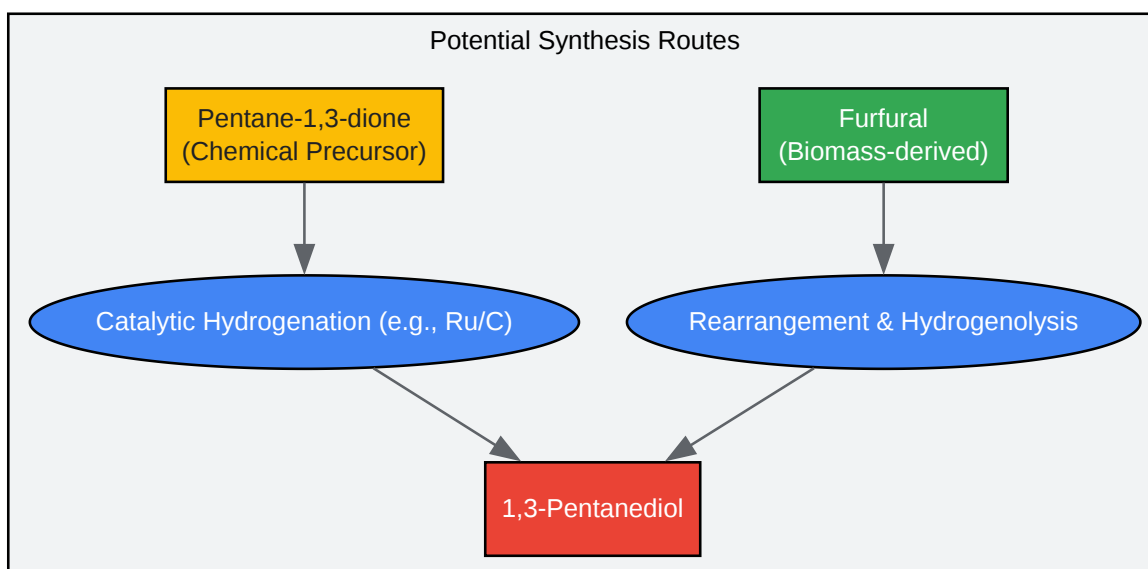 Potential Synthesis Routes
Pentane-1,3-dione
(Chemical Precursor)
Furfural
(Biomass-derived)
Catalytic Hydrogenation (e.g., Ru/C)
Rearrangement & Hydrogenolysis
1,3-Pentanediol